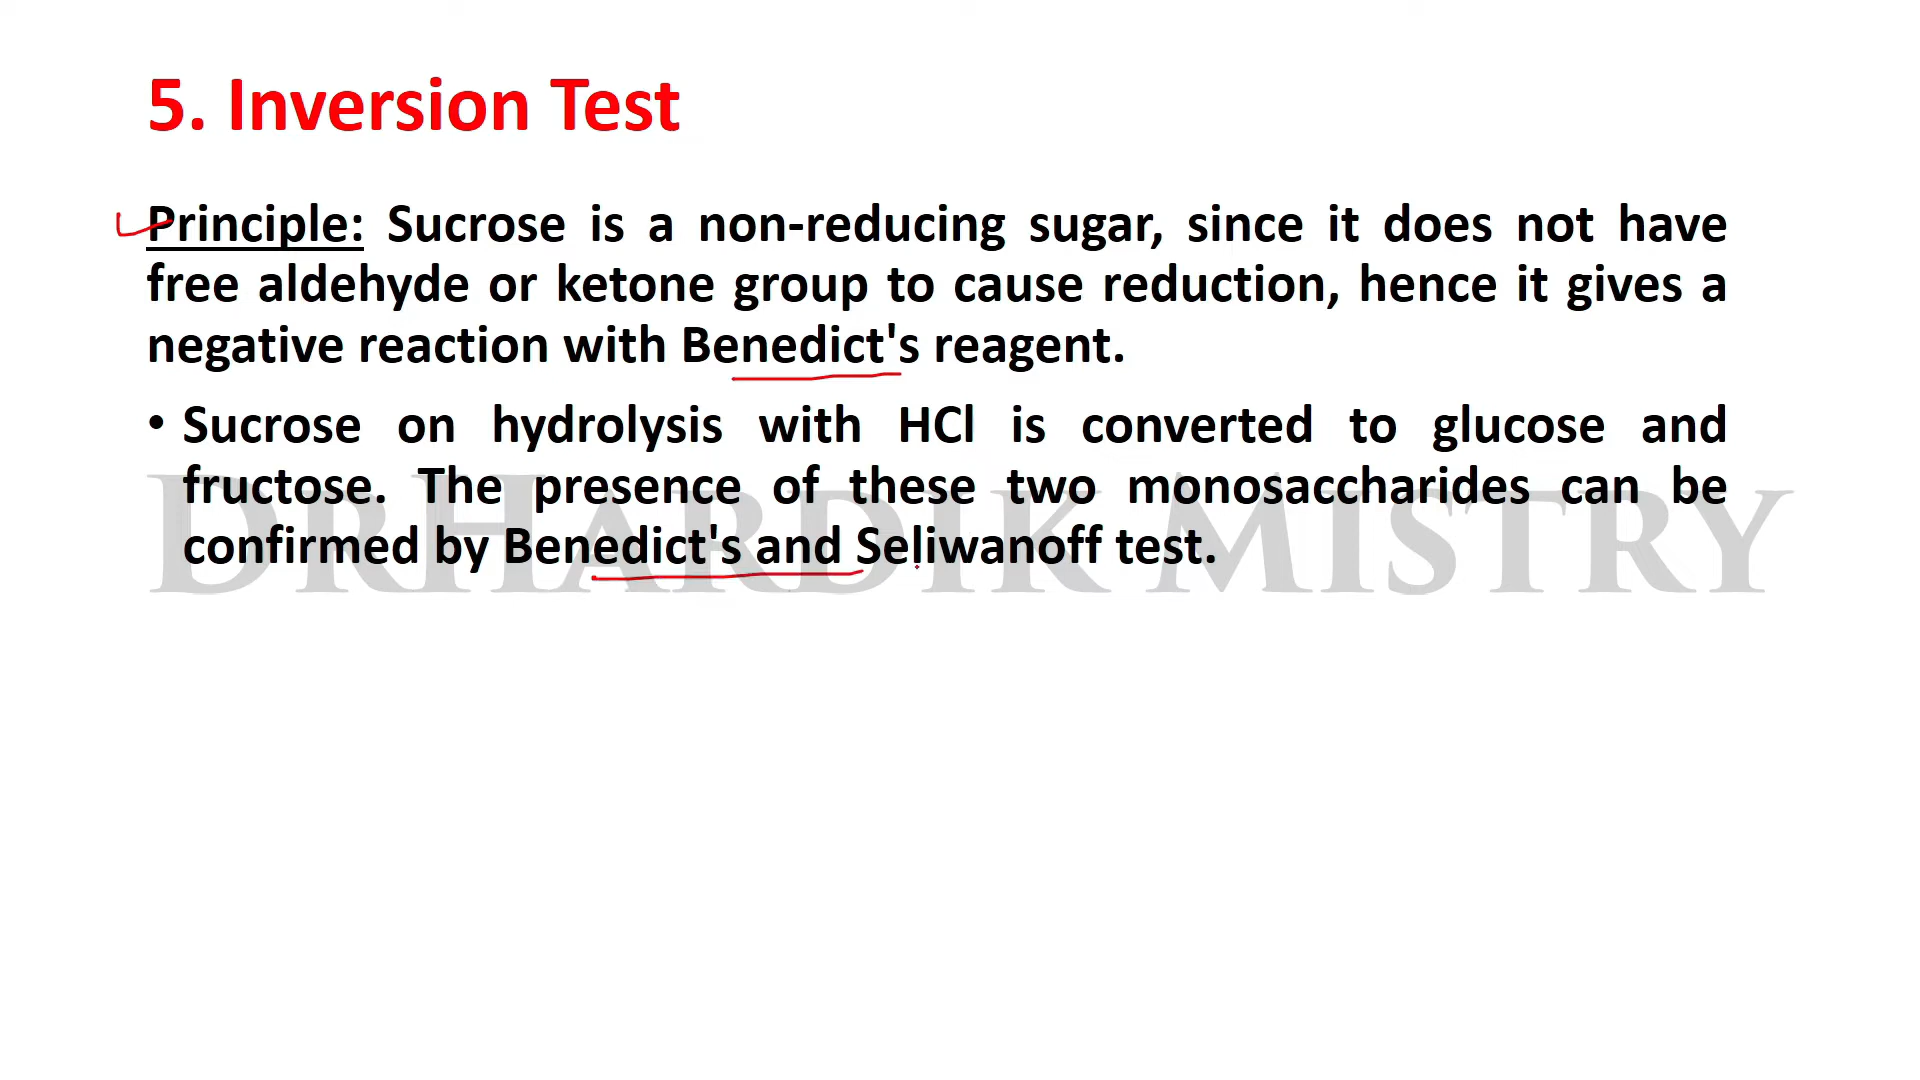 5. Inversion Test
Principle: Sucrose is a non-reducing sugar, since it does not have
free aldehyde or ketone group to cause reduction, hence it gives a
negative reaction with Benedict's reagent.
• Sucrose on hydrolysis with HCl is converted to glucose and
fructose. The presence of these two monosaccharides can be
confirmed by Benedict's and Seliwanoff test.
DRHARDIK MISTRY